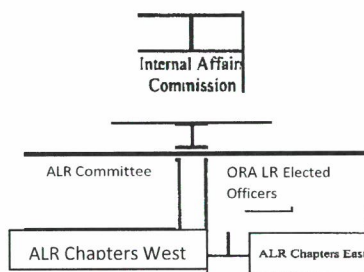 Internal Affairs
Commission
ALR Committee
ORA LR Elected
Officers
ALR Chapters West
ALR Chapters East